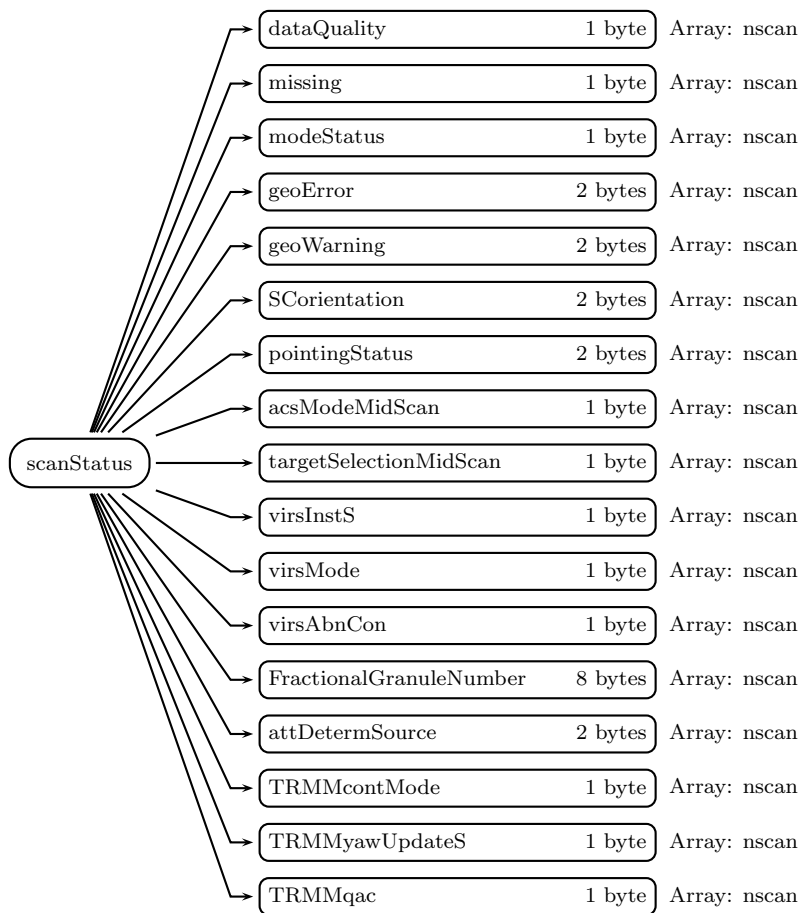 dataQuality 1 byte Array: nscan
missing 1 byte Array: nscan
modeStatus 1 byte Array: nscan
geoError 2 bytes Array: nscan
geoWarning 2 bytes Array: nscan
SCorientation 2 bytes Array: nscan
pointingStatus 2 bytes Array: nscan
acsModeMidScan 1 byte Array: nscan
scanStatus targetSelectionMidScan 1 byte Array: nscan
virsInstS 1 byte Array: nscan
virsMode 1 byte Array: nscan
virsAbnCon 1 byte Array: nscan
FractionalGranuleNumber 8 bytes Array: nscan
attDetermSource 2 bytes Array: nscan
TRMMcontMode 1 byte Array: nscan
TRMMyawUpdateS 1 byte Array: nscan
TRMMqac 1 byte Array: nscan